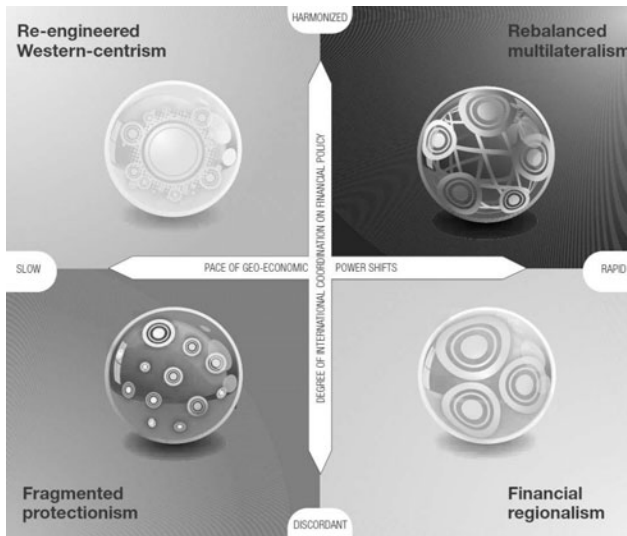 HARMONIZED
Re-engineered
Western-centrism
Rebalanced
multilateralism
SLOW
PACE OF GEO-ECONOMIC POWER SHIFTS
RAPID
DEGREE OF INTERNATIONAL COORDINATION ON FINANCIAL POLICY
Fragmented
protectionism
Financial
regionalism
DISCORDANT